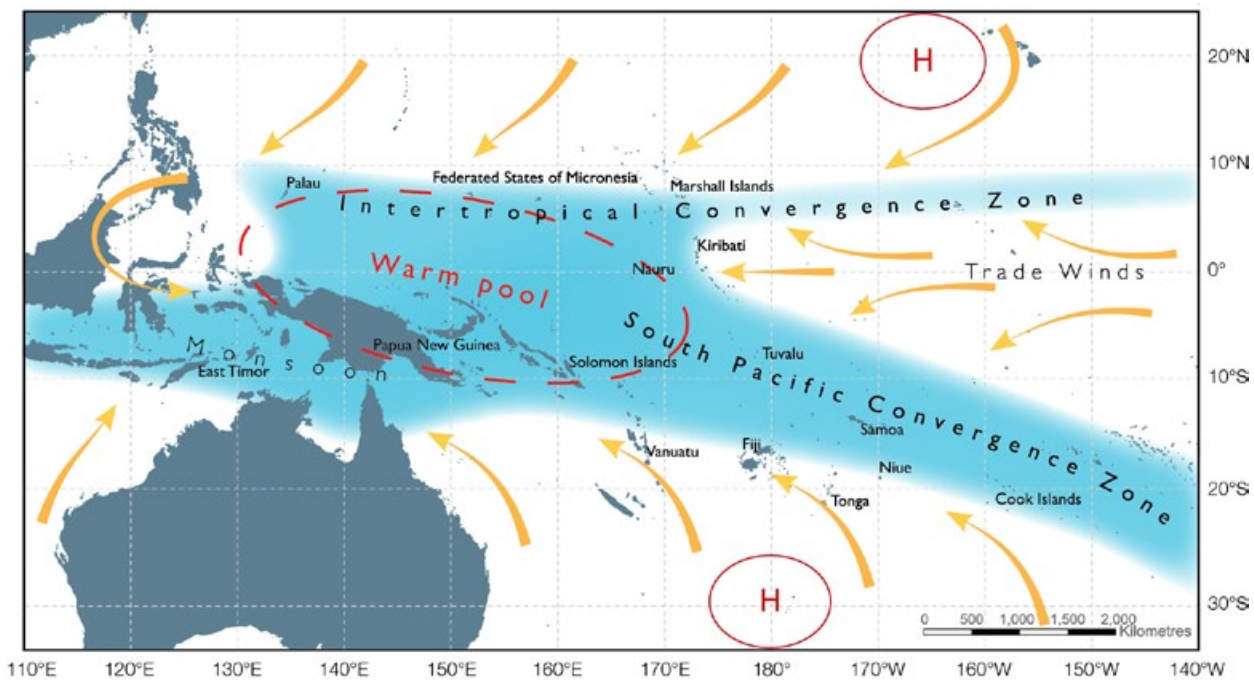 H
20°N
10°N
Palau
Federated States of Micronesia
Marshall Islands
Intertropical Convergence Zone
Kiribati
Warm pool
Nauru
Trade Winds
0°
South Pacific Convergence Zone
Monsoon
Papua New Guinea
Solomon Islands
Tuvalu
East Timor
10°S
Samoa
Vanuatu
Fiji
Niue
Tonga
Cook Islands
20°S
H
30°S
0 500 1,000 1,500 2,000
Kilometres
110°E 120°E 130°E 140°E 150°E 160°E 170°E 180° 170°W 160°W 150°W 140°W